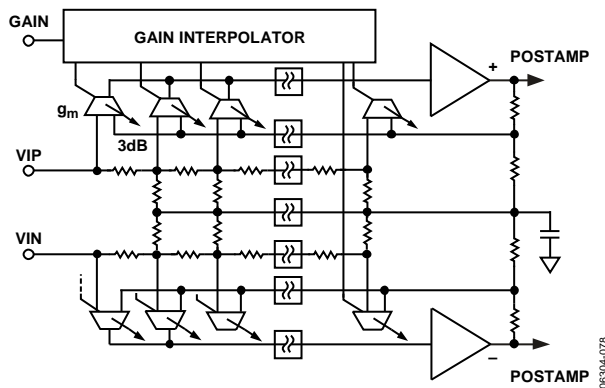 GAIN
GAIN INTERPOLATOR
+
POSTAMP
gm
3dB
VIP
VIN
–
POSTAMP
06304-078